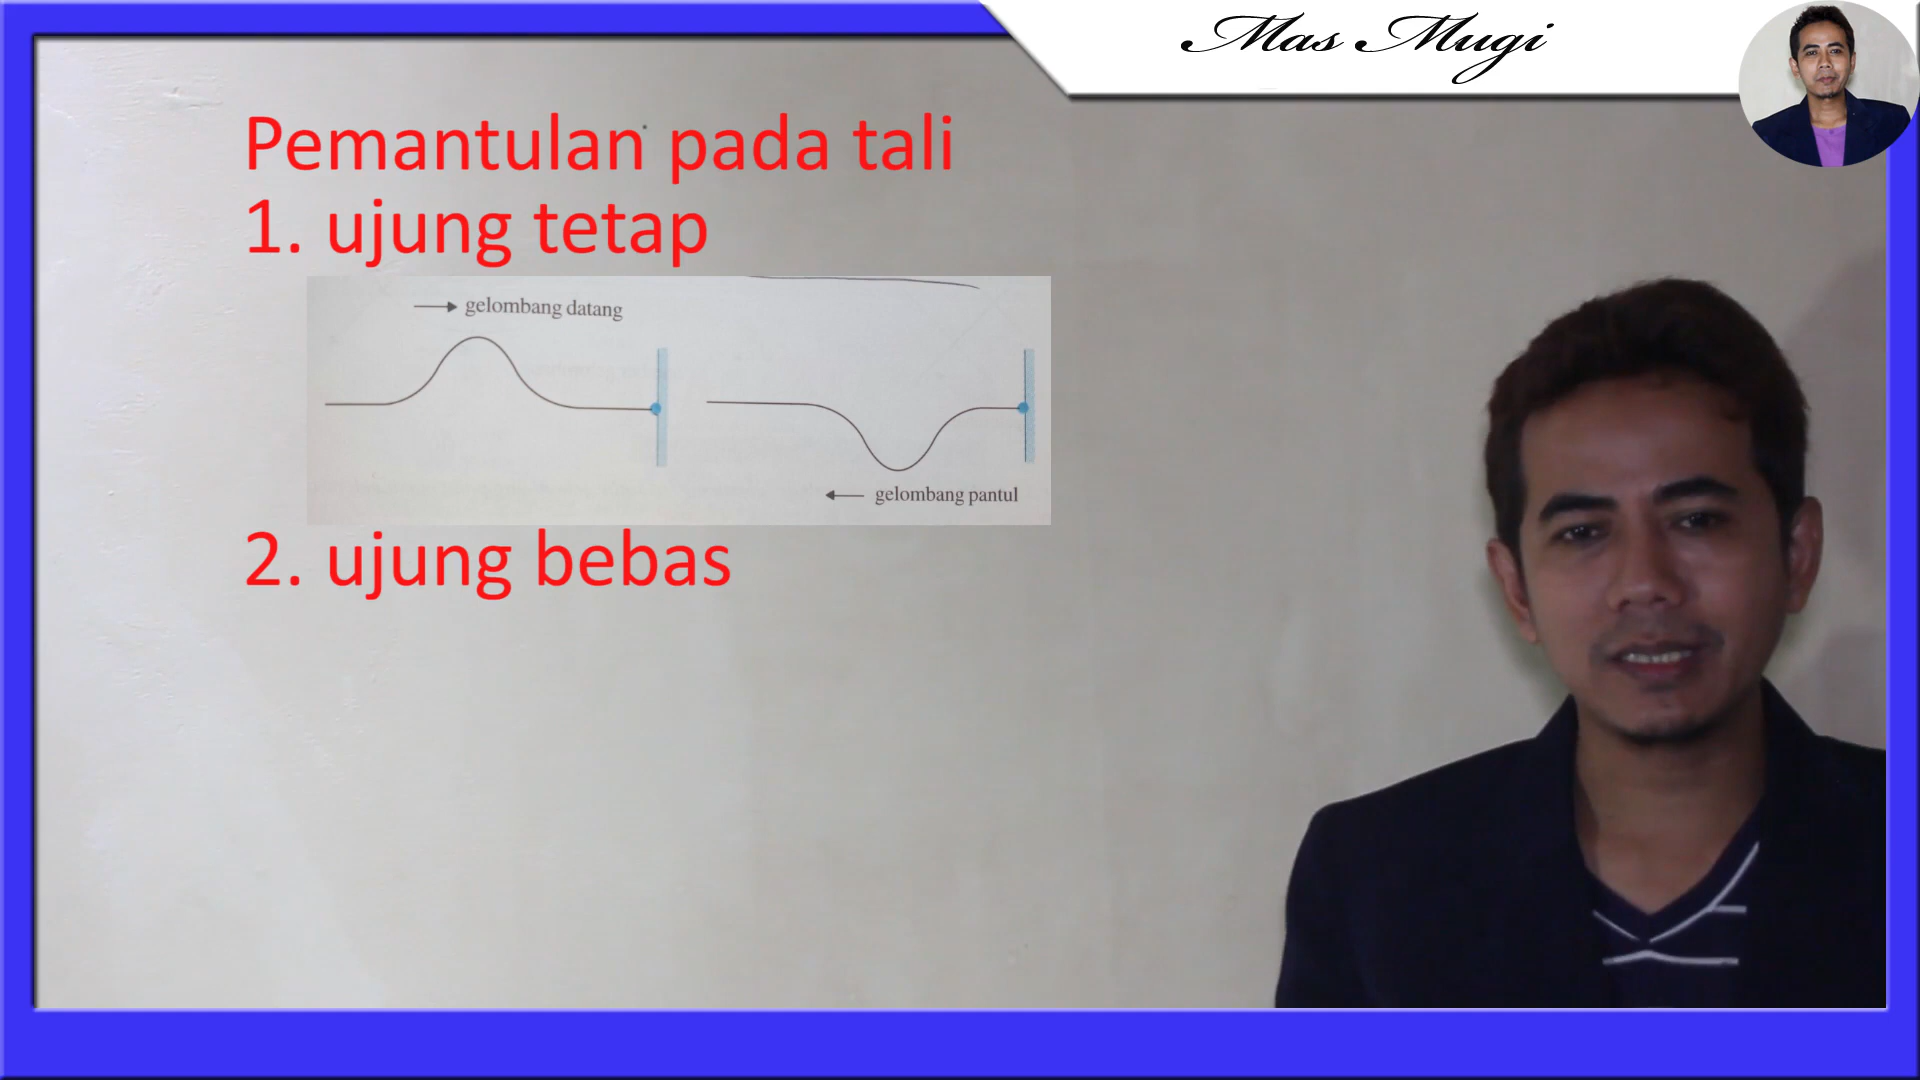 Mas Mugi
Pemantulan pada tali
1. ujung tetap
gelombang datang
gelombang pantul
2. ujung bebas